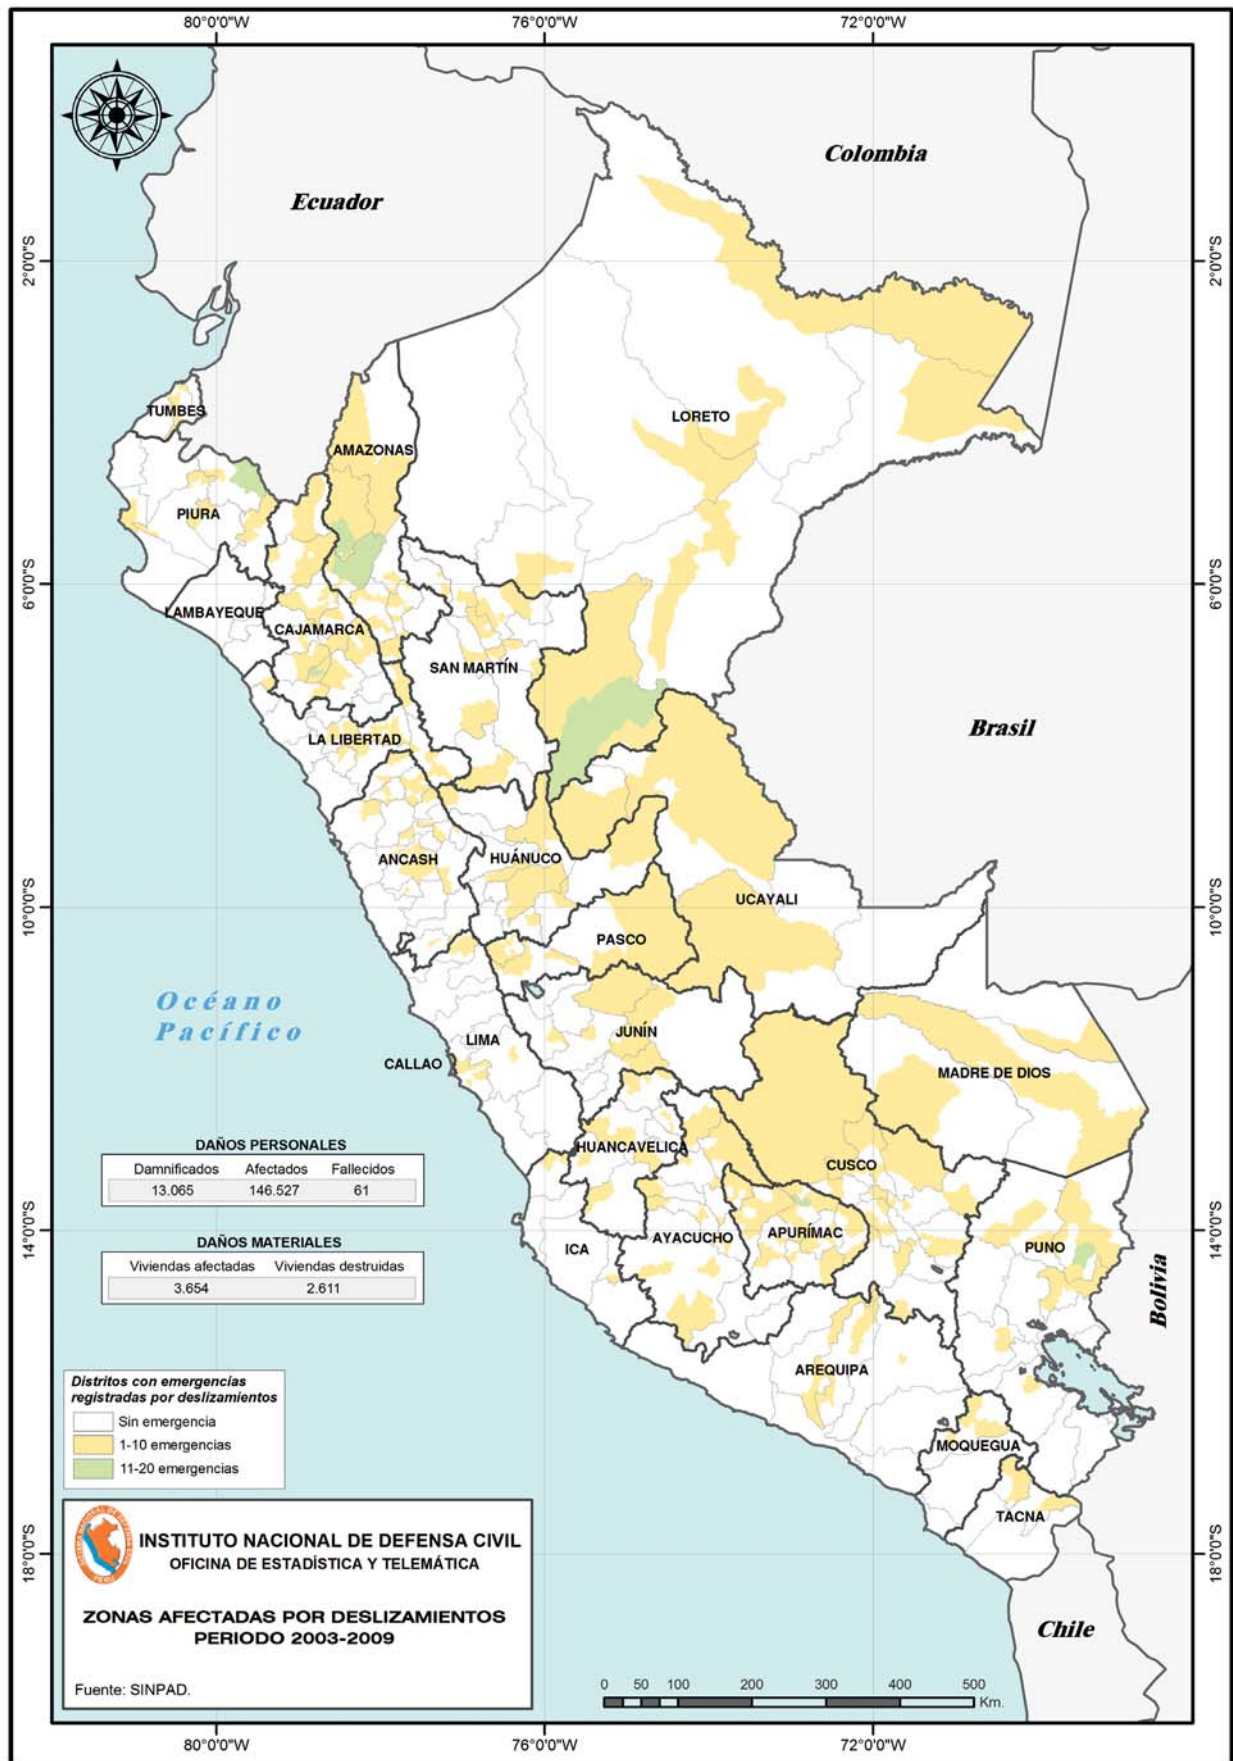 80°0'0"W 76°0'0"W 72°0'0"W
Colombia
Ecuador
2°0'0"S 2°0'0"S
TUMBES
LORETO
AMAZONAS
PIURA
6°0'0"S 6°0'0"S
LAMBAYEQUE
CAJAMARCA
SAN MARTÍN
Brasil
LA LIBERTAD
ANCASH
HUÁNUCO
UCAYALI
10°0'0"S 10°0'0"S
PASCO
Océano
Pacífico
JUNÍN
LIMA
CALLAO
MADRE DE DIOS
HUANCAVELICA
CUSCO
DAÑOS PERSONALES
Damnificados Afectados Fallecidos
13.065 146.527 61
14°0'0"S 14°0'0"S
AYACUCHO
APURÍMAC
ICA
PUNO
DAÑOS MATERIALES
Viviendas afectadas Viviendas destruidas
3.654 2.611
Bolivia
AREQUIPA
Distritos con emergencias
registradas por deslizamientos
Sin emergencia
1-10 emergencias
11-20 emergencias
MOQUEGUA
TACNA
INSTITUTO NACIONAL DE DEFENSA CIVIL
OFICINA DE ESTADÍSTICA Y TELEMÁTICA
18°0'0"S 18°0'0"S
ZONAS AFECTADAS POR DESLIZAMIENTOS
PERIODO 2003-2009
Chile
Fuente: SINPAD.
0 50 100 200 300 400 500
Km.
80°0'0"W 76°0'0"W 72°0'0"W